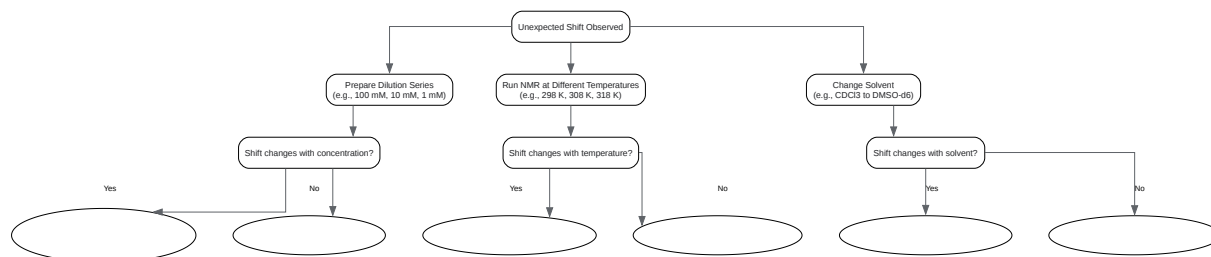 Unexpected Shift Observed
Prepare Dilution Series
(e.g., 100 mM, 10 mM, 1 mM)
Run NMR at Different Temperatures
(e.g., 298 K, 308 K, 318 K)
Change Solvent
(e.g., CDCl3 to DMSO-d6)
Shift changes with concentration?
Shift changes with temperature?
Shift changes with solvent?
Yes
No
Yes
No
Yes
No